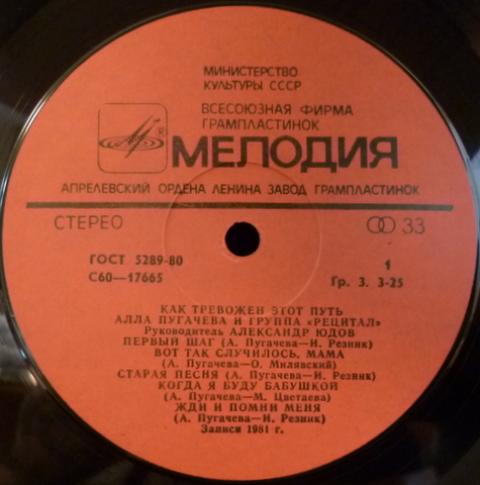 МИНИСТЕРСТВО
КУЛЬТУРЫ СССР
ВСЕСОЮЗНАЯ ФИРМА
ГРАМПЛАСТИНОК
МЕЛОДИЯ
АПРЕЛЕВСКИЙ ОРДЕНА ЛЕНИНА ЗАВОД ГРАМПЛАСТИНОК
СТЕРЕО 33
ГОСТ 5289-80
С60—17665
1
Гр. 3. 3-25
КАК ТРЕВОЖЕН ЭТОТ ПУТЬ
АЛЛА ПУГАЧЕВА И ГРУППА «РЕЦИТАЛ»
Руководитель АЛЕКСАНДР ЮДОВ
ПЕРВЫЙ ШАГ (А. Пугачева—И. Резник)
ВОТ ТАК СЛУЧИЛОСЬ, МАМА
(А. Пугачева—О. Милявский)
СТАРАЯ ПЕСНЯ (А. Пугачева—И. Резник)
КОГДА Я БУДУ БАБУШКОЙ
(А. Пугачева—М. Цветаева)
ЖДИ И ПОМНИ МЕНЯ
(А. Пугачева—И. Резник)
Записи 1981 г.